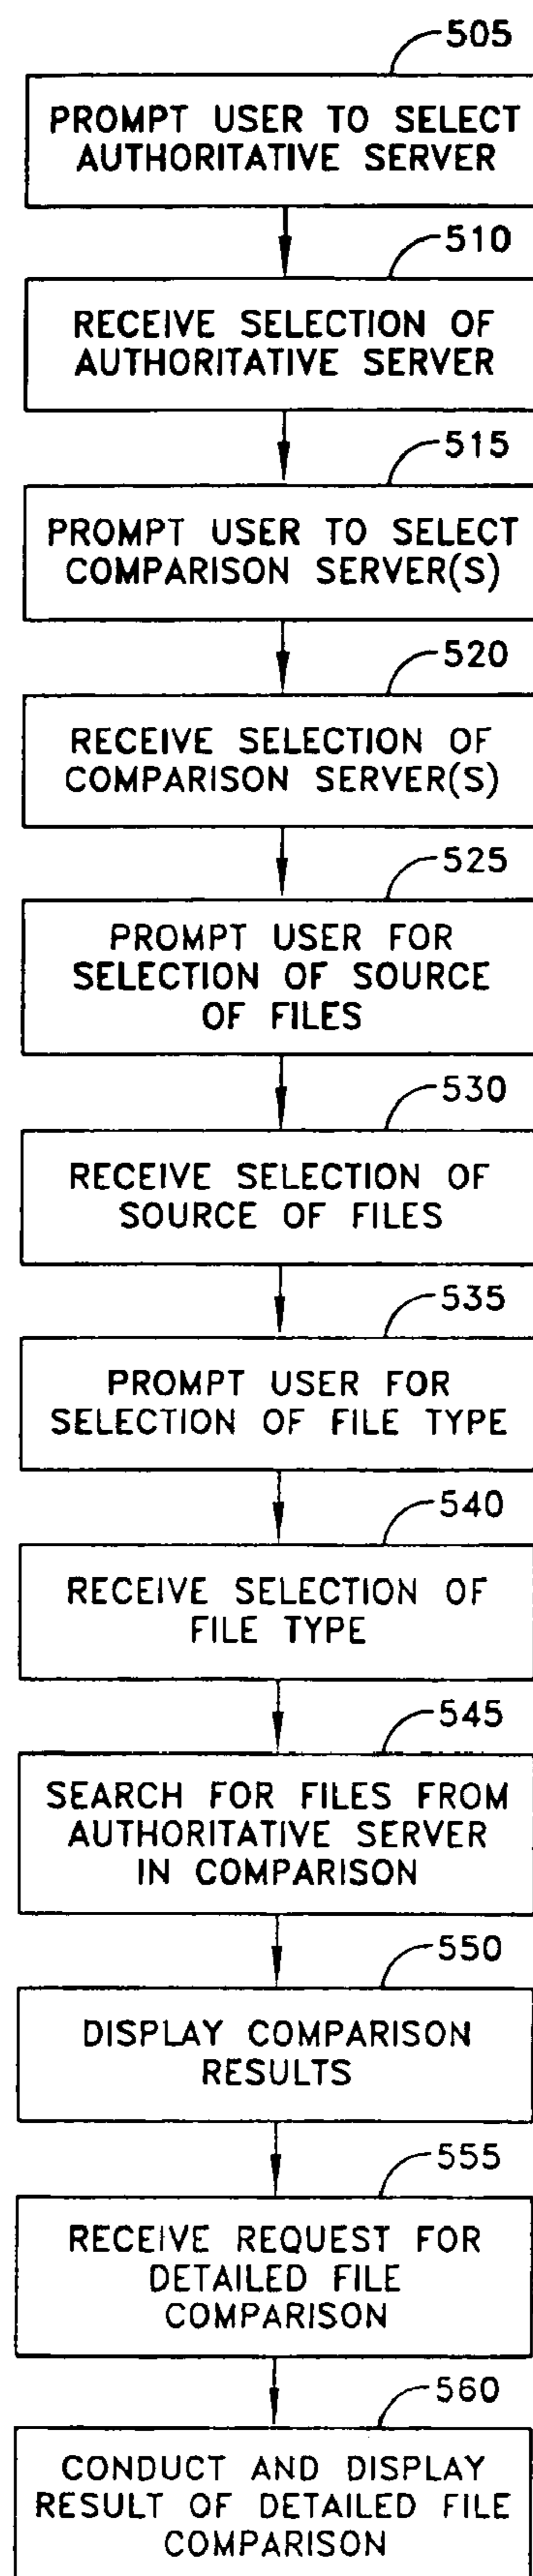 505
PROMPT USER TO SELECT
AUTHORITATIVE SERVER
510
RECEIVE SELECTION OF
AUTHORITATIVE SERVER
515
PROMPT USER TO SELECT
COMPARISON SERVER(S)
520
RECEIVE SELECTION OF
COMPARISON SERVER(S)
525
PROMPT USER FOR
SELECTION OF SOURCE
OF FILES
530
RECEIVE SELECTION OF
SOURCE OF FILES
535
PROMPT USER FOR
SELECTION OF FILE TYPE
540
RECEIVE SELECTION OF
FILE TYPE
545
SEARCH FOR FILES FROM
AUTHORITATIVE SERVER
IN COMPARISON
550
DISPLAY COMPARISON
RESULTS
555
RECEIVE REQUEST FOR
DETAILED FILE
COMPARISON
560
CONDUCT AND DISPLAY
RESULT OF DETAILED FILE
COMPARISON